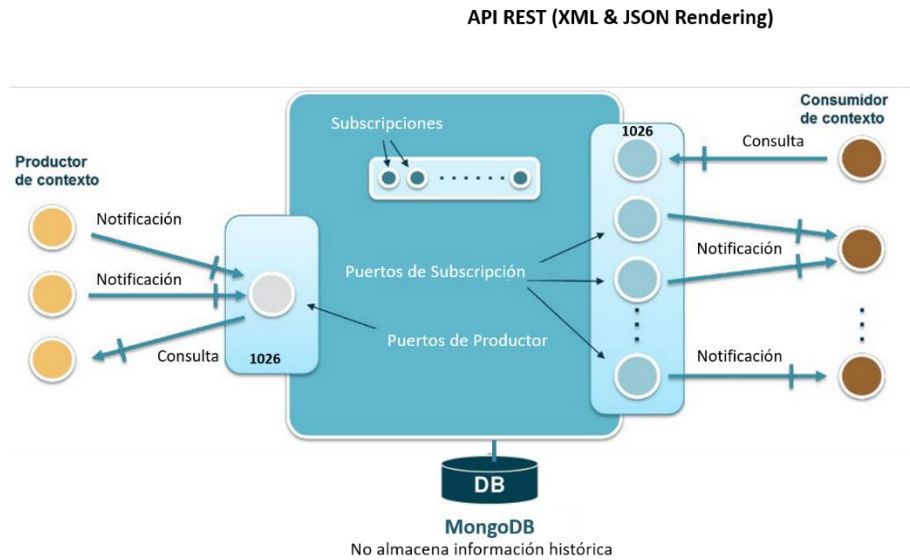 API REST (XML & JSON Rendering)
Subscripciones
1026
Consumidor
de contexto
Consulta
Productor
de contexto
Notificación
Notificación
Notificación
Puertos de Subscripción
Puertos de Productor
Consulta
1026
Notificación
DB
MongoDB
No almacena información histórica